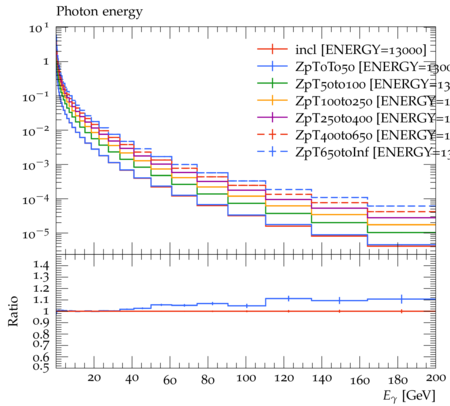 Photon energy
10^1
1
10^-1
10^-2
10^-3
10^-4
10^-5
incl [ENERGY=13000]
ZpT0To50 [ENERGY=1300
ZpT50to100 [ENERGY=13
ZpT100to250 [ENERGY=1
ZpT250to400 [ENERGY=1
ZpT400to650 [ENERGY=1
ZpT650toInf [ENERGY=13
Ratio
1.4
1.3
1.2
1.1
1
0.9
0.8
0.7
0.6
0.5
20 40 60 80 100 120 140 160 180 200
Eγ [GeV]